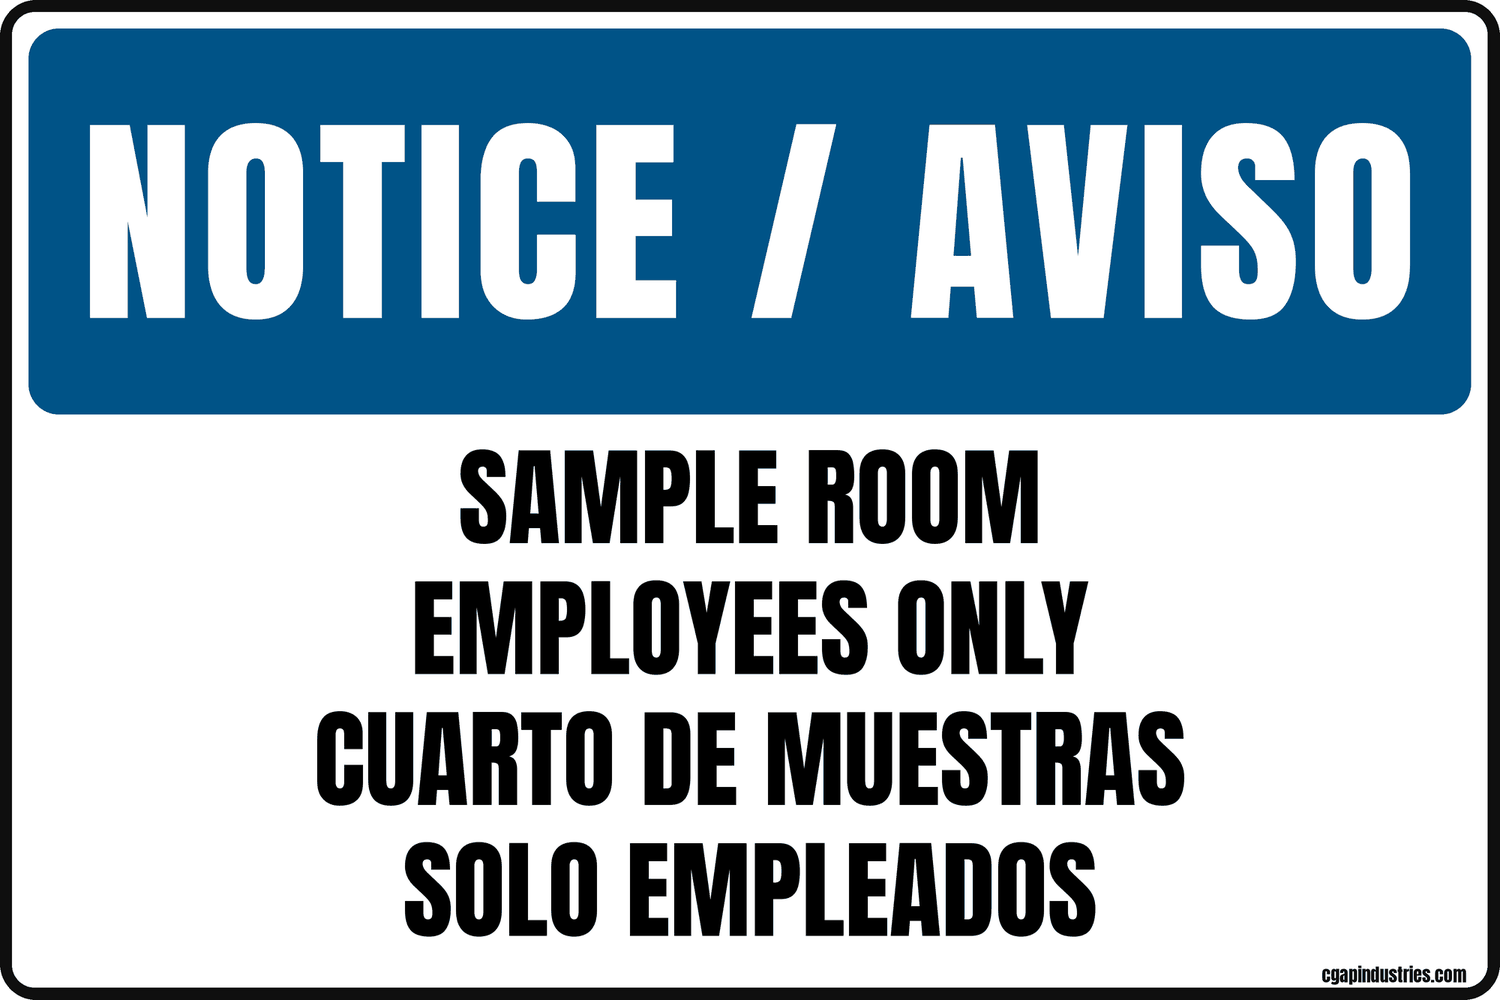 NOTICE / AVISO
SAMPLE ROOM
EMPLOYEES ONLY
CUARTO DE MUESTRAS
SOLO EMPLEADOS
cgapindustries.com